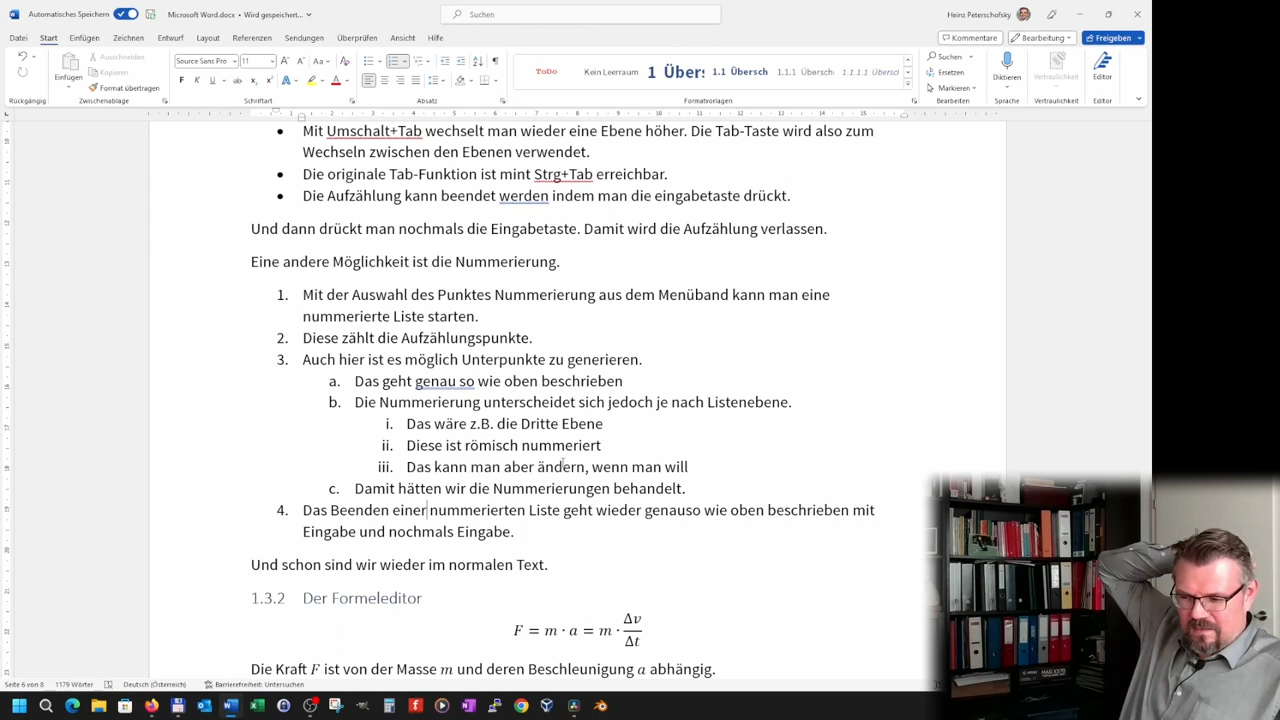 Automatisches Speichern
Microsoft Word.docx • Wird gespeichert...
Suchen
Heinz Peterschofsky
Datei Start Einfügen Zeichnen Entwurf Layout Referenzen Sendungen Überprüfen Ansicht Hilfe
Kommentare Bearbeitung Freigeben
Einfügen
Ausschneiden
Kopieren
Format übertragen
Source Sans Pro 11
ToDo Kein Leerraum 1 Über: 1.1 Übersch 1.1.1 Übersch 1.1.1.1 Übersc
Suchen
Ersetzen
Markieren
Diktieren
Vertraulichkeit
Editor
Rückgängig Zwischenablage Schriftart Absatz Formatvorlagen Bearbeiten Sprache Vertraulichkeit Editor
Mit Umschalt+Tab wechselt man wieder eine Ebene höher. Die Tab-Taste wird also zum
Wechseln zwischen den Ebenen verwendet.
• Die originale Tab-Funktion ist mint Strg+Tab erreichbar.
• Die Aufzählung kann beendet werden indem man die eingabetaste drückt.
Und dann drückt man nochmals die Eingabetaste. Damit wird die Aufzählung verlassen.
Eine andere Möglichkeit ist die Nummerierung.
1. Mit der Auswahl des Punktes Nummerierung aus dem Menüband kann man eine
nummerierte Liste starten.
2. Diese zählt die Aufzählungspunkte.
3. Auch hier ist es möglich Unterpunkte zu generieren.
a. Das geht genau so wie oben beschrieben
b. Die Nummerierung unterscheidet sich jedoch je nach Listenebene.
i. Das wäre z.B. die Dritte Ebene
ii. Diese ist römisch nummeriert
iii. Das kann man aber ändern, wenn man will
c. Damit hätten wir die Nummerierungen behandelt.
4. Das Beenden einer nummerierten Liste geht wieder genauso wie oben beschrieben mit
Eingabe und nochmals Eingabe.
Und schon sind wir wieder im normalen Text.
1.3.2 Der Formeleditor
F = m · a = m · Δv/Δt
Die Kraft F ist von der Masse m und deren Beschleunigung a abhängig.
Seite 6 von 8 1179 Wörter Deutsch (Österreich) Barrierefreiheit: Untersuchen